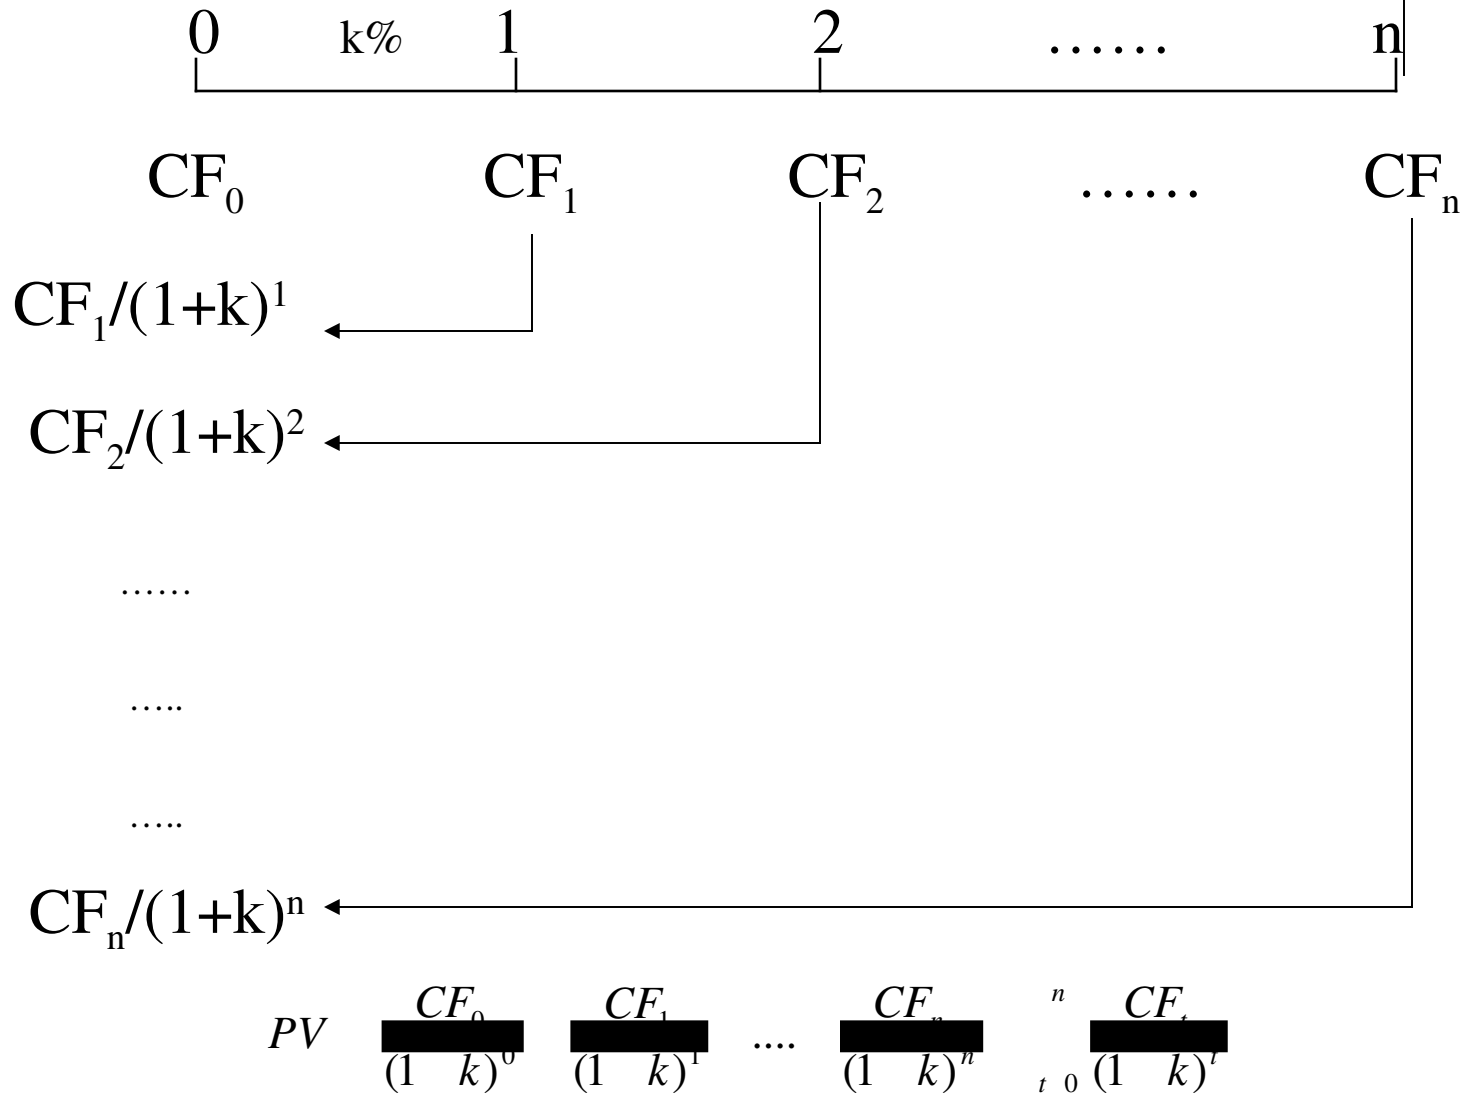 0 k% 1 2 …… n
CF₀ CF₁ CF₂ …… CFₙ
CF₁/(1+k)¹
CF₂/(1+k)²
……
…..
…..
CFₙ/(1+k)ⁿ
PV CF₀ CF₁ .... CFₙ n CFₜ
(1 k)⁰ (1 k)¹ (1 k)ⁿ t 0 (1 k)ᵗ